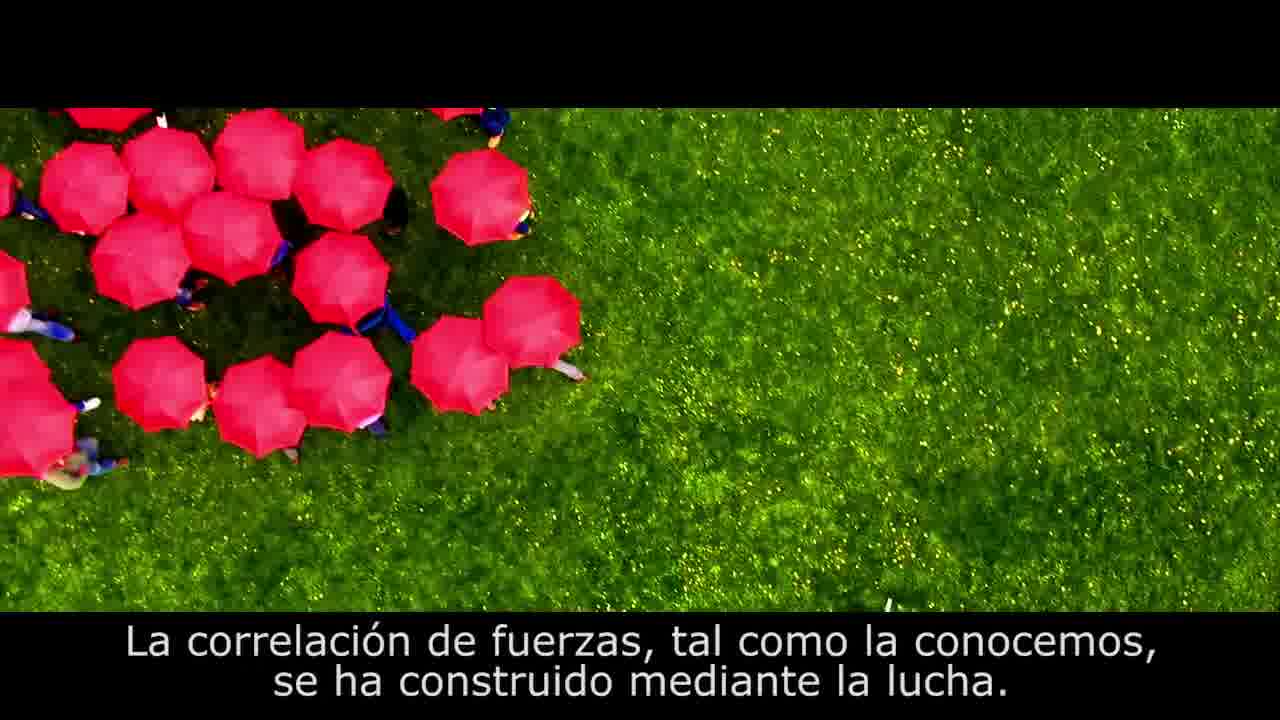 La correlación de fuerzas, tal como la conocemos,
se ha construido mediante la lucha.